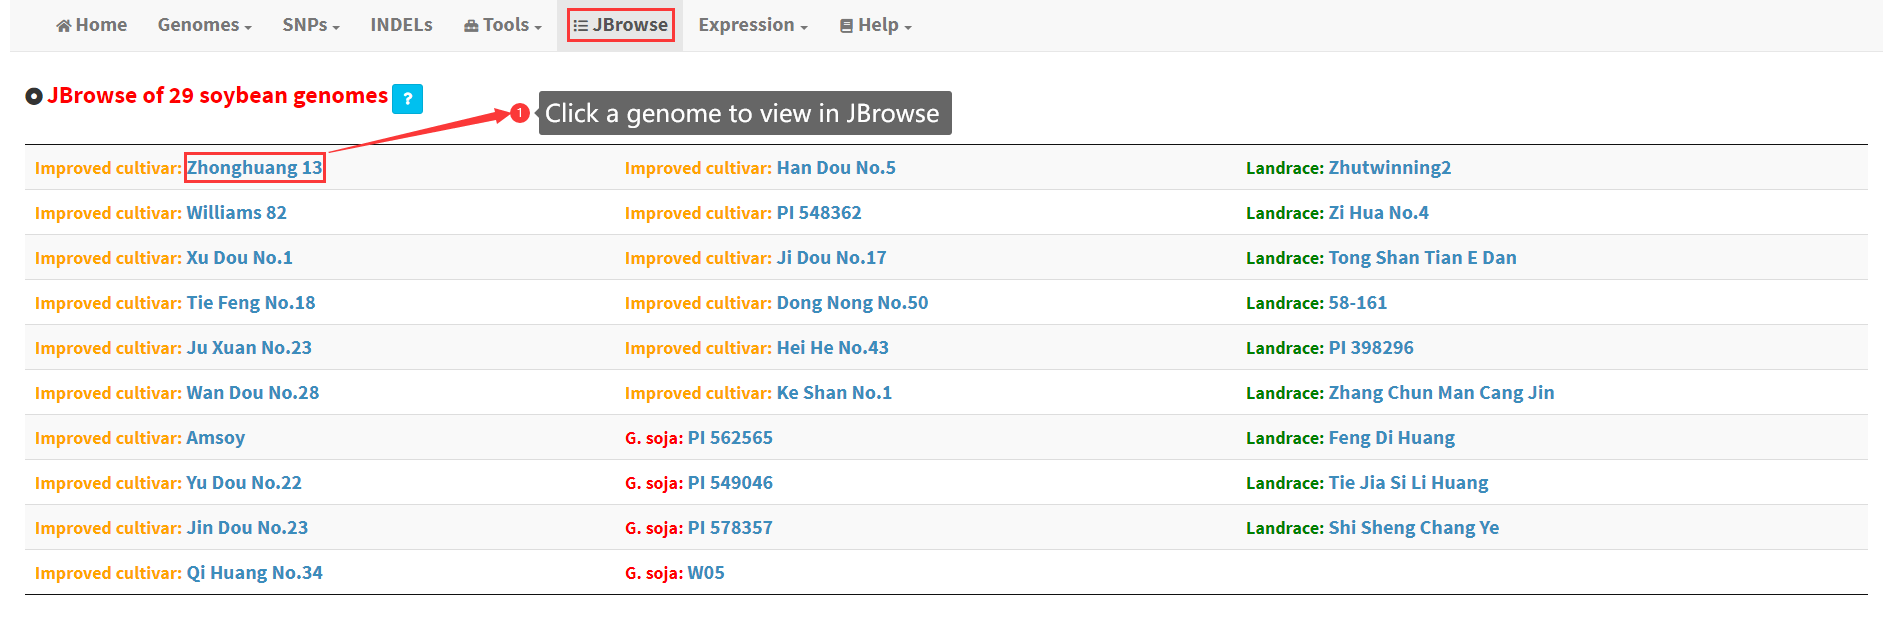 Home Genomes SNPs INDELs Tools JBrowse Expression Help
JBrowse of 29 soybean genomes ?
1 Click a genome to view in JBrowse
Improved cultivar: Zhonghuang 13 Improved cultivar: Han Dou No.5 Landrace: Zhutwinning2
Improved cultivar: Williams 82 Improved cultivar: PI 548362 Landrace: Zi Hua No.4
Improved cultivar: Xu Dou No.1 Improved cultivar: Ji Dou No.17 Landrace: Tong Shan Tian E Dan
Improved cultivar: Tie Feng No.18 Improved cultivar: Dong Nong No.50 Landrace: 58-161
Improved cultivar: Ju Xuan No.23 Improved cultivar: Hei He No.43 Landrace: PI 398296
Improved cultivar: Wan Dou No.28 Improved cultivar: Ke Shan No.1 Landrace: Zhang Chun Man Cang Jin
Improved cultivar: Amsoy G. soja: PI 562565 Landrace: Feng Di Huang
Improved cultivar: Yu Dou No.22 G. soja: PI 549046 Landrace: Tie Jia Si Li Huang
Improved cultivar: Jin Dou No.23 G. soja: PI 578357 Landrace: Shi Sheng Chang Ye
Improved cultivar: Qi Huang No.34 G. soja: W05